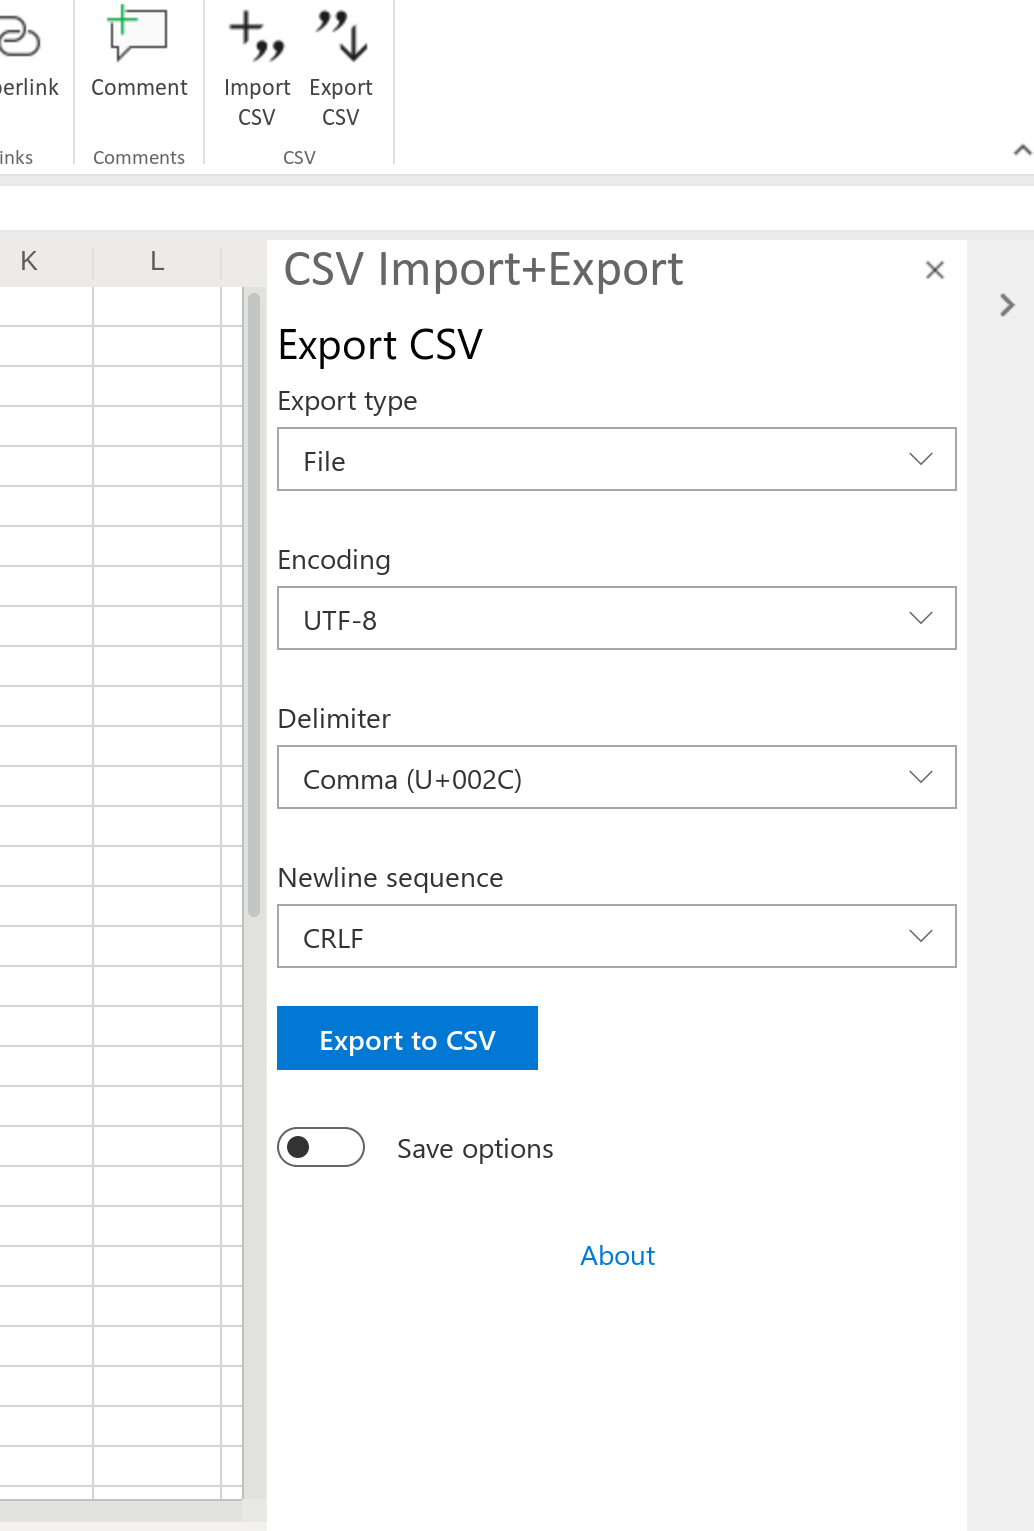 erlink
Comment
Import
CSV
Export
CSV
inks
Comments
CSV
K
L
CSV Import+Export
Export CSV
Export type
File
Encoding
UTF-8
Delimiter
Comma (U+002C)
Newline sequence
CRLF
Export to CSV
Save options
About